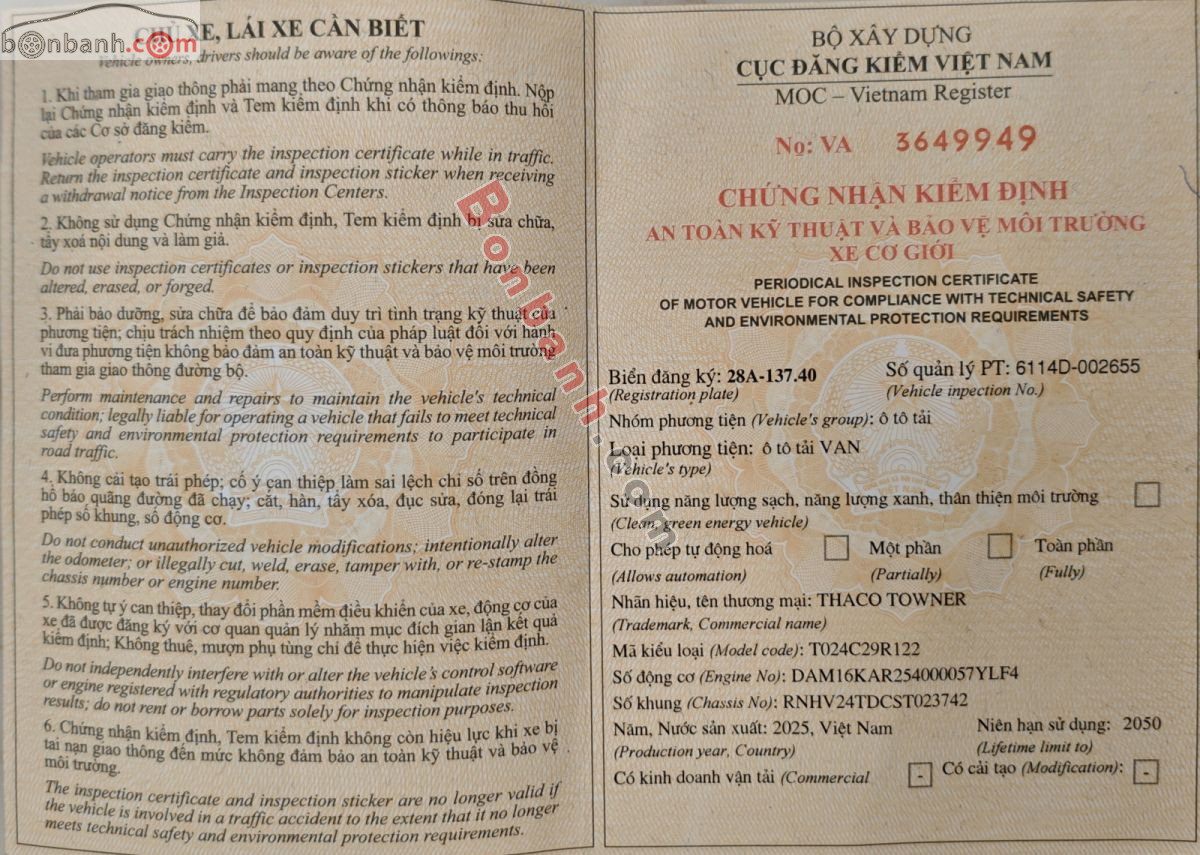 bonbanh.com
CHỦ XE, LÁI XE CẦN BIẾT
Vehicle owners, drivers should be aware of the followings:
1. Khi tham gia giao thông phải mang theo Chứng nhận kiểm định. Nộp
lại Chứng nhận kiểm định và Tem kiểm định khi có thông báo thu hồi
của các Cơ sở đăng kiểm.
Vehicle operators must carry the inspection certificate while in traffic.
Return the inspection certificate and inspection sticker when receiving
a withdrawal notice from the Inspection Centers.
2. Không sử dụng Chứng nhận kiểm định, Tem kiểm định bị sửa chữa,
tẩy xoá nội dung và làm giả.
Do not use inspection certificates or inspection stickers that have been
altered, erased, or forged.
3. Phải bảo dưỡng, sửa chữa để bảo đảm duy trì tình trạng kỹ thuật của
phương tiện; chịu trách nhiệm theo quy định của pháp luật đối với hành
vi đưa phương tiện không bảo đảm an toàn kỹ thuật và bảo vệ môi trường
tham gia giao thông đường bộ.
Perform maintenance and repairs to maintain the vehicle's technical
condition; legally liable for operating a vehicle that fails to meet technical
safety and environmental protection requirements to participate in
road traffic.
4. Không cải tạo trái phép; cố ý can thiệp làm sai lệch chỉ số trên đồng
hồ báo quãng đường đã chạy; cắt, hàn, tẩy xóa, đục sửa, đóng lại trái
phép số khung, số động cơ.
Do not conduct unauthorized vehicle modifications; intentionally alter
the odometer; or illegally cut, weld, erase, tamper with, or re-stamp the
chassis number or engine number.
5. Không tự ý can thiệp, thay đổi phần mềm điều khiển của xe, động cơ của
xe đã được đăng ký với cơ quan quản lý nhằm mục đích gian lận kết quả
kiểm định; Không thuê, mượn phụ tùng chỉ để thực hiện việc kiểm định.
Do not independently interfere with or alter the vehicle's control software
or engine registered with regulatory authorities to manipulate inspection
results; do not rent or borrow parts solely for inspection purposes.
6. Chứng nhận kiểm định, Tem kiểm định không còn hiệu lực khi xe bị
tai nạn giao thông đến mức không đảm bảo an toàn kỹ thuật và bảo vệ
môi trường.
The inspection certificate and inspection sticker are no longer valid if
the vehicle is involved in a traffic accident to the extent that it no longer
meets technical safety and environmental protection requirements.
Bonbanh.com
BỘ XÂY DỰNG
CỤC ĐĂNG KIỂM VIỆT NAM
MOC – Vietnam Register
No: VA 3649949
CHỨNG NHẬN KIỂM ĐỊNH
AN TOÀN KỸ THUẬT VÀ BẢO VỆ MÔI TRƯỜNG
XE CƠ GIỚI
PERIODICAL INSPECTION CERTIFICATE
OF MOTOR VEHICLE FOR COMPLIANCE WITH TECHNICAL SAFETY
AND ENVIRONMENTAL PROTECTION REQUIREMENTS
Biển đăng ký: 28A-137.40 Số quản lý PT: 6114D-002655
(Registration plate) (Vehicle inpection No.)
Nhóm phương tiện (Vehicle's group): ô tô tải
Loại phương tiện: ô tô tải VAN
(Vehicle's type)
Sử dụng năng lượng sạch, năng lượng xanh, thân thiện môi trường
(Clean, green energy vehicle)
Cho phép tự động hoá Một phần Toàn phần
(Allows automation) (Partially) (Fully)
Nhãn hiệu, tên thương mại: THACO TOWNER
(Trademark, Commercial name)
Mã kiểu loại (Model code): T024C29R122
Số động cơ (Engine No): DAM16KAR254000057YLF4
Số khung (Chassis No): RNHV24TDCST023742
Năm, Nước sản xuất: 2025, Việt Nam Niên hạn sử dụng: 2050
(Production year, Country) (Lifetime limit to)
Có kinh doanh vận tải (Commercial - Có cải tạo (Modification): -